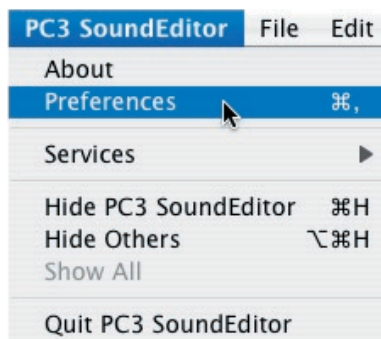 PC3 SoundEditor File Edit
About
Preferences ⌘,
Services ▶
Hide PC3 SoundEditor ⌘H
Hide Others ⌥⌘H
Show All
Quit PC3 SoundEditor